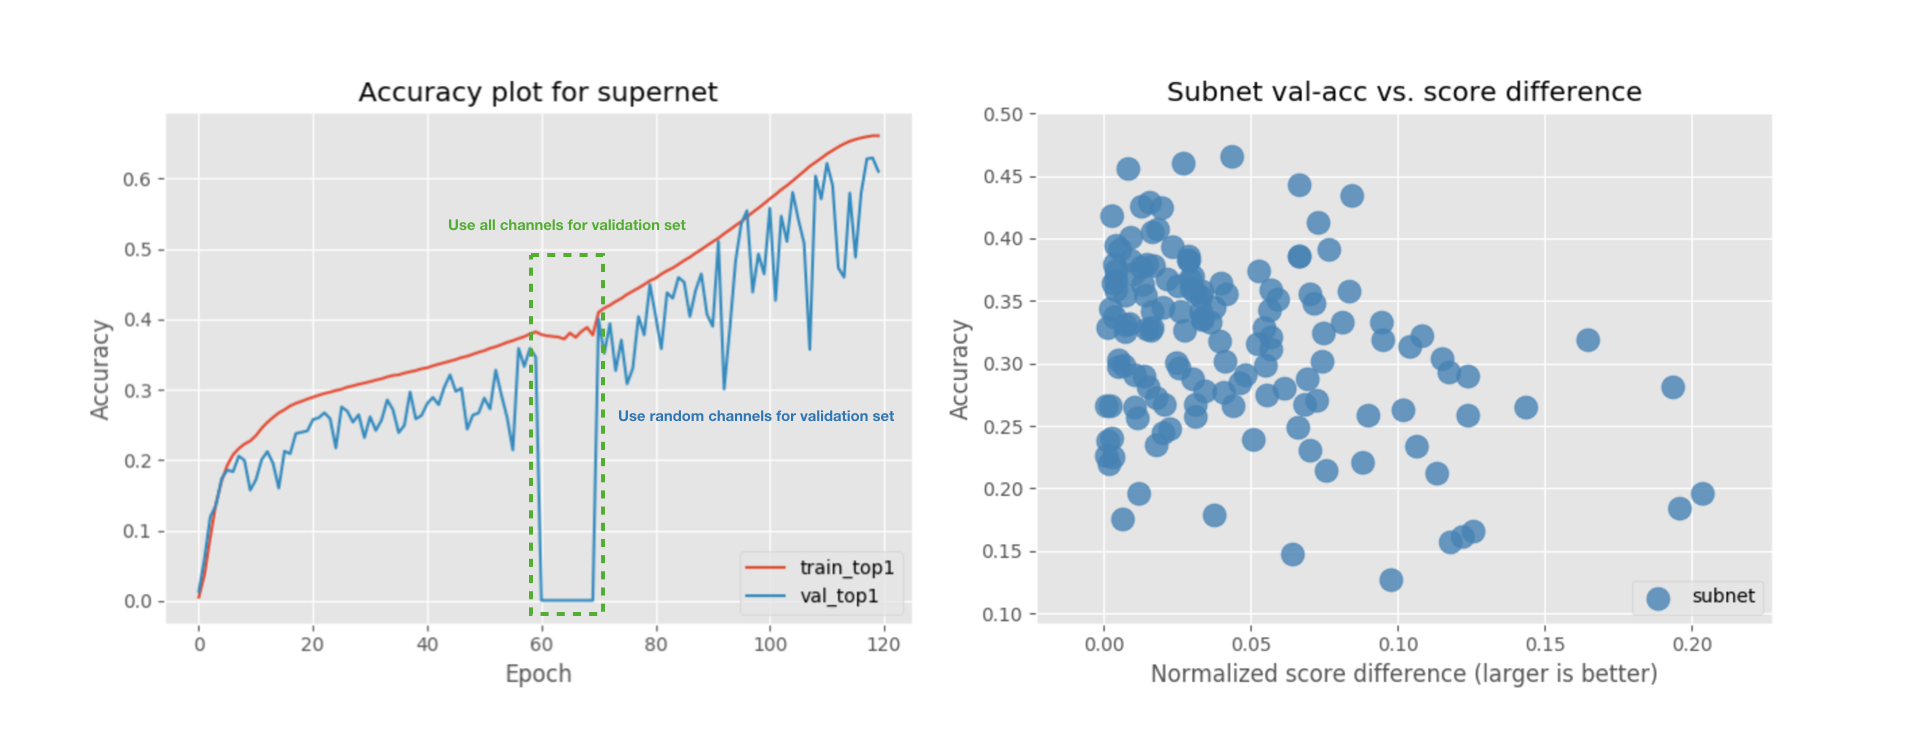 Accuracy plot for supernet
Accuracy
0.6
0.5
0.4
0.3
0.2
0.1
0.0
Use all channels for validation set
Use random channels for validation set
train_top1
val_top1
0 20 40 60 80 100 120
Epoch
Subnet val-acc vs. score difference
Accuracy
0.50
0.45
0.40
0.35
0.30
0.25
0.20
0.15
0.10
subnet
0.00 0.05 0.10 0.15 0.20
Normalized score difference (larger is better)